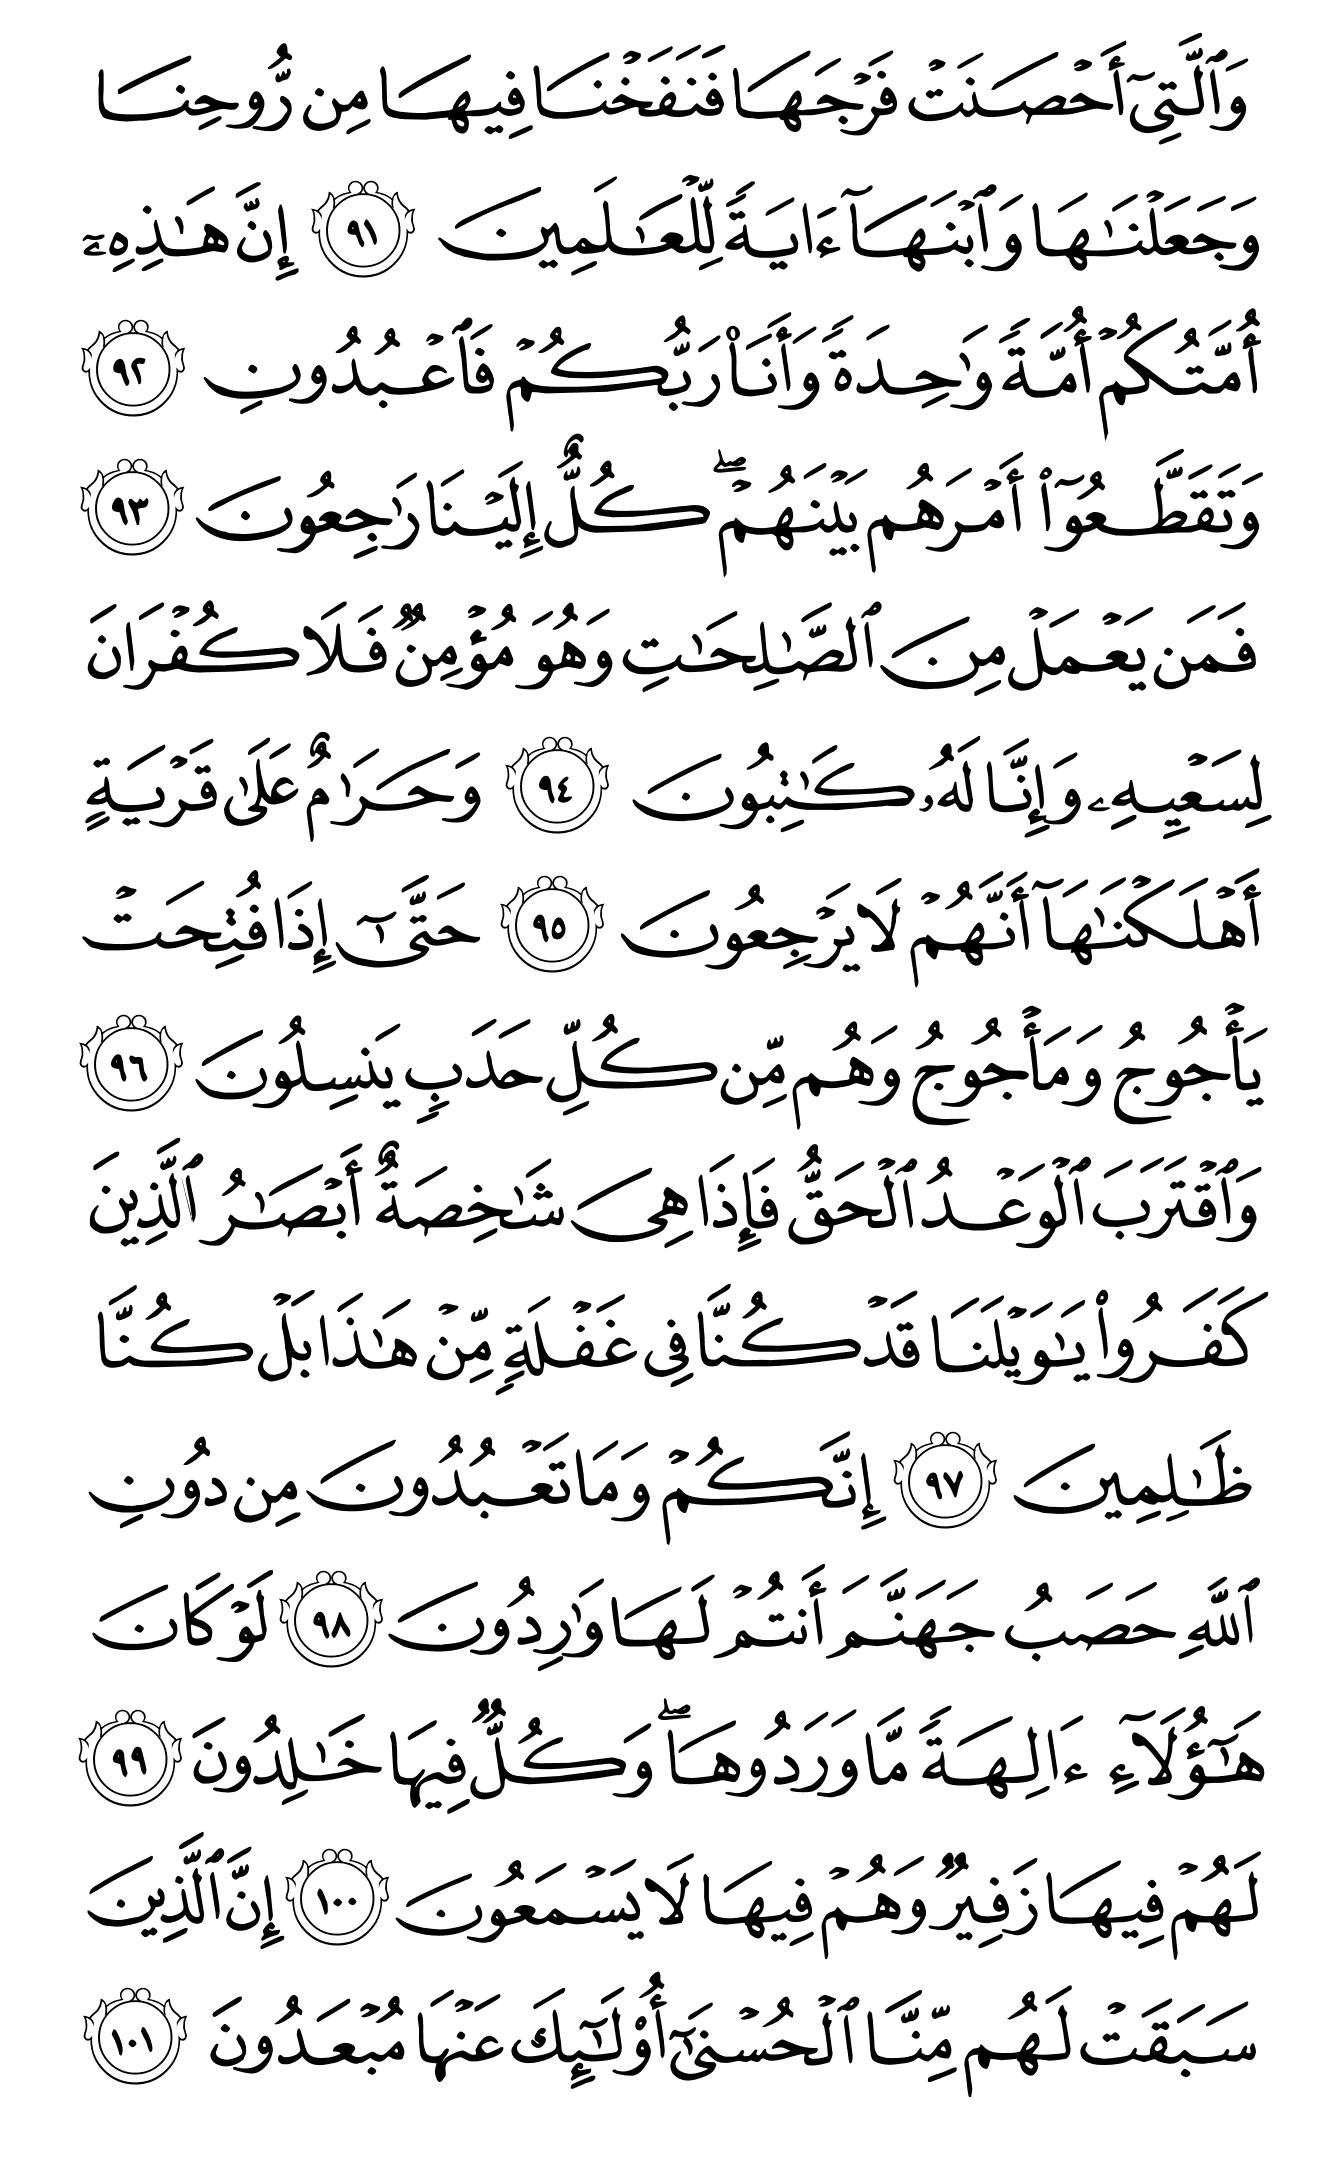 وَٱلَّتِىٓ أَحْصَنَتْ فَرْجَهَا فَنَفَخْنَا فِيهَا مِن رُّوحِنَا
وَجَعَلْنَـٰهَا وَٱبْنَهَآ ءَايَةً لِّلْعَـٰلَمِينَ ٩١ إِنَّ هَـٰذِهِۦٓ
أُمَّتُكُمْ أُمَّةً وَٰحِدَةً وَأَنَا۠ رَبُّكُمْ فَٱعْبُدُونِ ٩٢
وَتَقَطَّعُوٓا۟ أَمْرَهُم بَيْنَهُمْ ۖ كُلٌّ إِلَيْنَا رَٰجِعُونَ ٩٣
فَمَن يَعْمَلْ مِنَ ٱلصَّـٰلِحَـٰتِ وَهُوَ مُؤْمِنٌ فَلَا كُفْرَانَ
لِسَعْيِهِۦ وَإِنَّا لَهُۥ كَـٰتِبُونَ ٩٤ وَحَرَٰمٌ عَلَىٰ قَرْيَةٍ
أَهْلَكْنَـٰهَآ أَنَّهُمْ لَا يَرْجِعُونَ ٩٥ حَتَّىٰٓ إِذَا فُتِحَتْ
يَأْجُوجُ وَمَأْجُوجُ وَهُم مِّن كُلِّ حَدَبٍ يَنسِلُونَ ٩٦
وَٱقْتَرَبَ ٱلْوَعْدُ ٱلْحَقُّ فَإِذَا هِىَ شَـٰخِصَةٌ أَبْصَـٰرُ ٱلَّذِينَ
كَفَرُوا۟ يَـٰوَيْلَنَا قَدْ كُنَّا فِى غَفْلَةٍ مِّنْ هَـٰذَا بَلْ كُنَّا
ظَـٰلِمِينَ ٩٧ إِنَّكُمْ وَمَا تَعْبُدُونَ مِن دُونِ
ٱللَّهِ حَصَبُ جَهَنَّمَ أَنتُمْ لَهَا وَٰرِدُونَ ٩٨ لَوْ كَانَ
هَـٰٓؤُلَآءِ ءَالِهَةً مَّا وَرَدُوهَا ۖ وَكُلٌّ فِيهَا خَـٰلِدُونَ ٩٩
لَهُمْ فِيهَا زَفِيرٌ وَهُمْ فِيهَا لَا يَسْمَعُونَ ١٠٠ إِنَّ ٱلَّذِينَ
سَبَقَتْ لَهُم مِّنَّا ٱلْحُسْنَىٰٓ أُو۟لَـٰٓئِكَ عَنْهَا مُبْعَدُونَ ١٠١